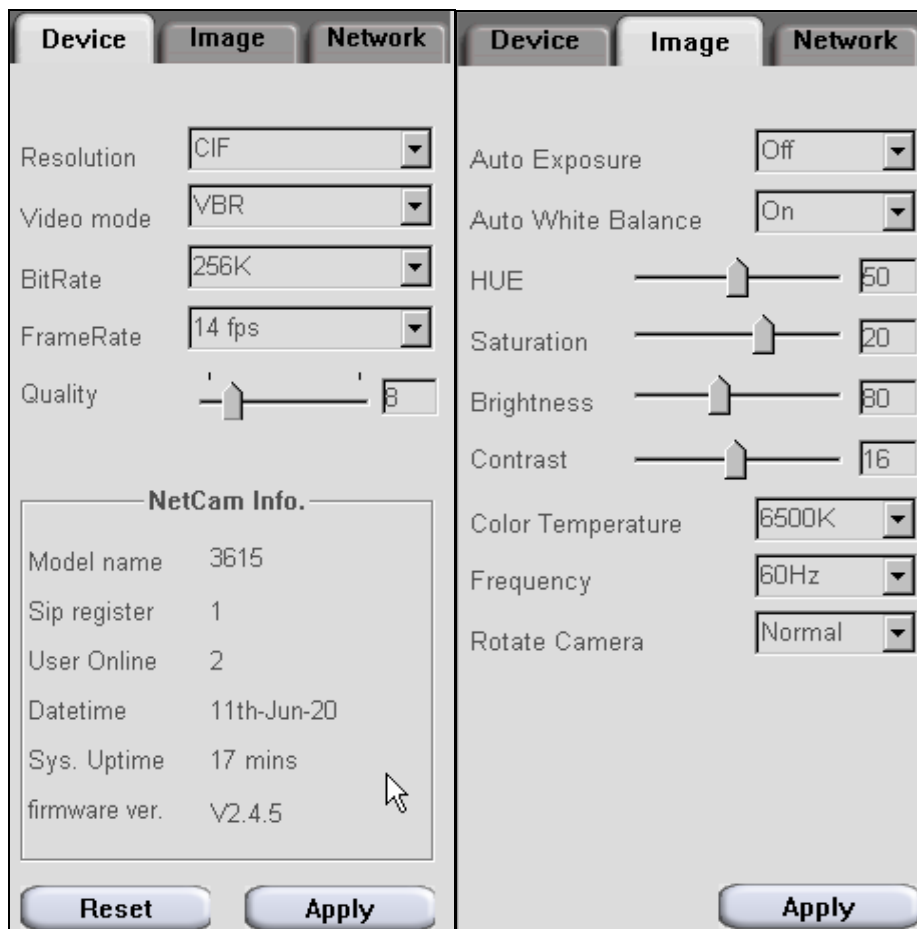 Device Image Network
Resolution CIF
Video mode VBR
BitRate 256K
FrameRate 14 fps
Quality 8
NetCam Info.
Model name 3615
Sip register 1
User Online 2
Datetime 11th-Jun-20
Sys. Uptime 17 mins
firmware ver. V2.4.5
Reset Apply
Device Image Network
Auto Exposure Off
Auto White Balance On
HUE 50
Saturation 20
Brightness 80
Contrast 16
Color Temperature 6500K
Frequency 60Hz
Rotate Camera Normal
Apply